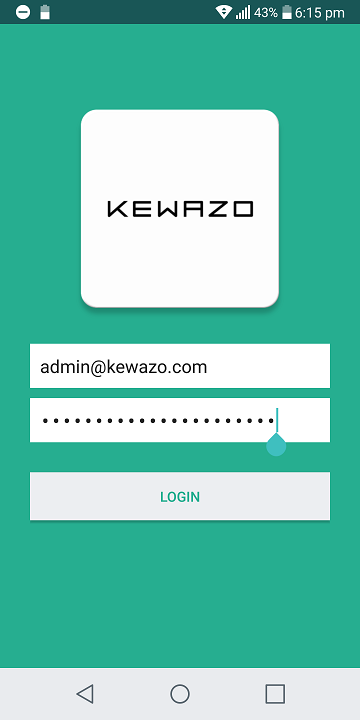 43% 6:15 pm
KEWAZO
admin@kewazo.com
••••••••••••••••••••••
LOGIN